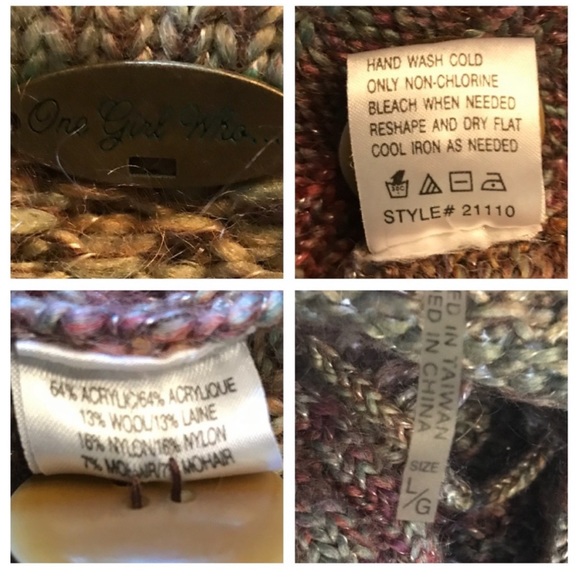 One Girl Who...
HAND WASH COLD
ONLY NON-CHLORINE
BLEACH WHEN NEEDED
RESHAPE AND DRY FLAT
COOL IRON AS NEEDED
STYLE# 21110
64% ACRYLIC/64% ACRYLIQUE
13% WOOL/13% LAINE
16% NYLON/16% NYLON
7% MOHAIR/7% MOHAIR
ED IN TAIWAN
ED IN CHINA
SIZE
L/G